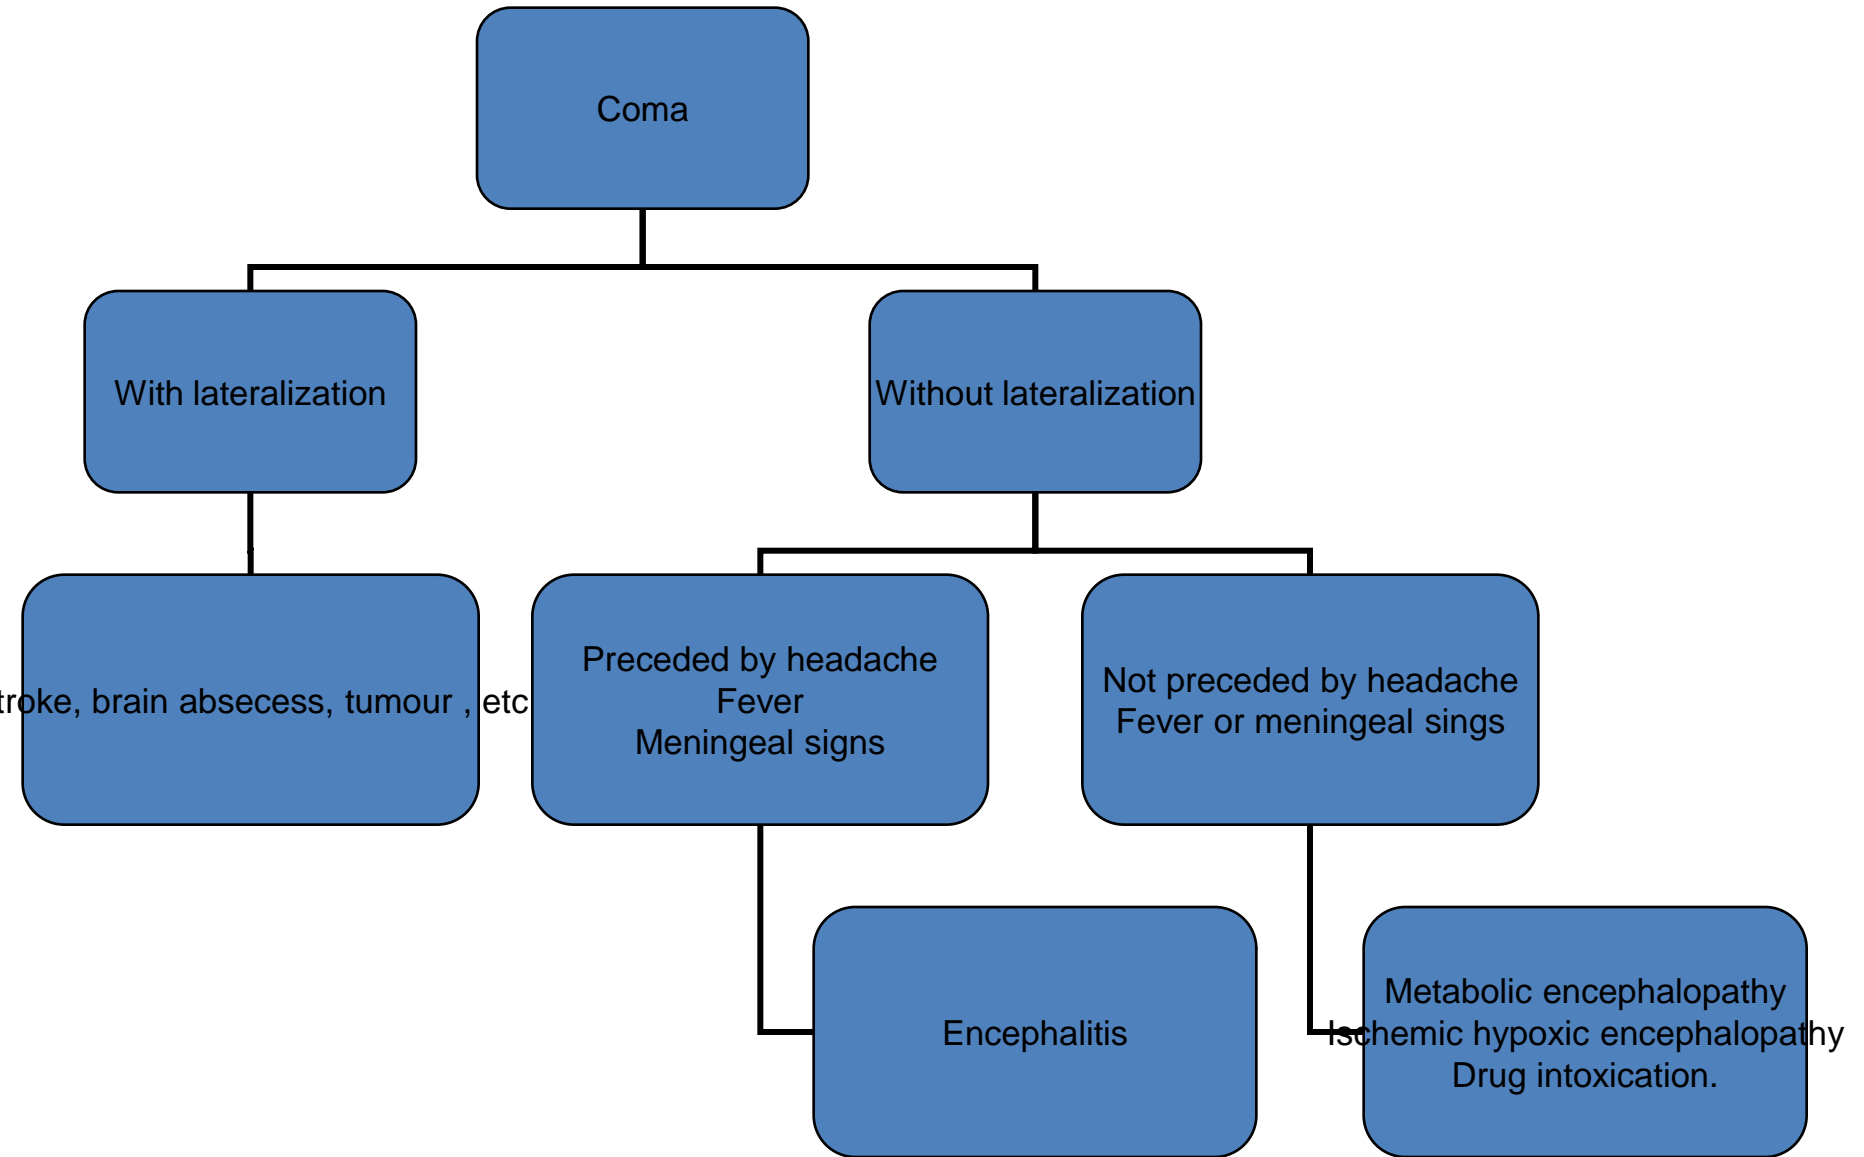 Coma
With lateralization
Without lateralization
troke, brain absecess, tumour , etc
Preceded by headache
Fever
Meningeal signs
Not preceded by headache
Fever or meningeal sings
Encephalitis
Metabolic encephalopathy
Ischemic hypoxic encephalopathy
Drug intoxication.